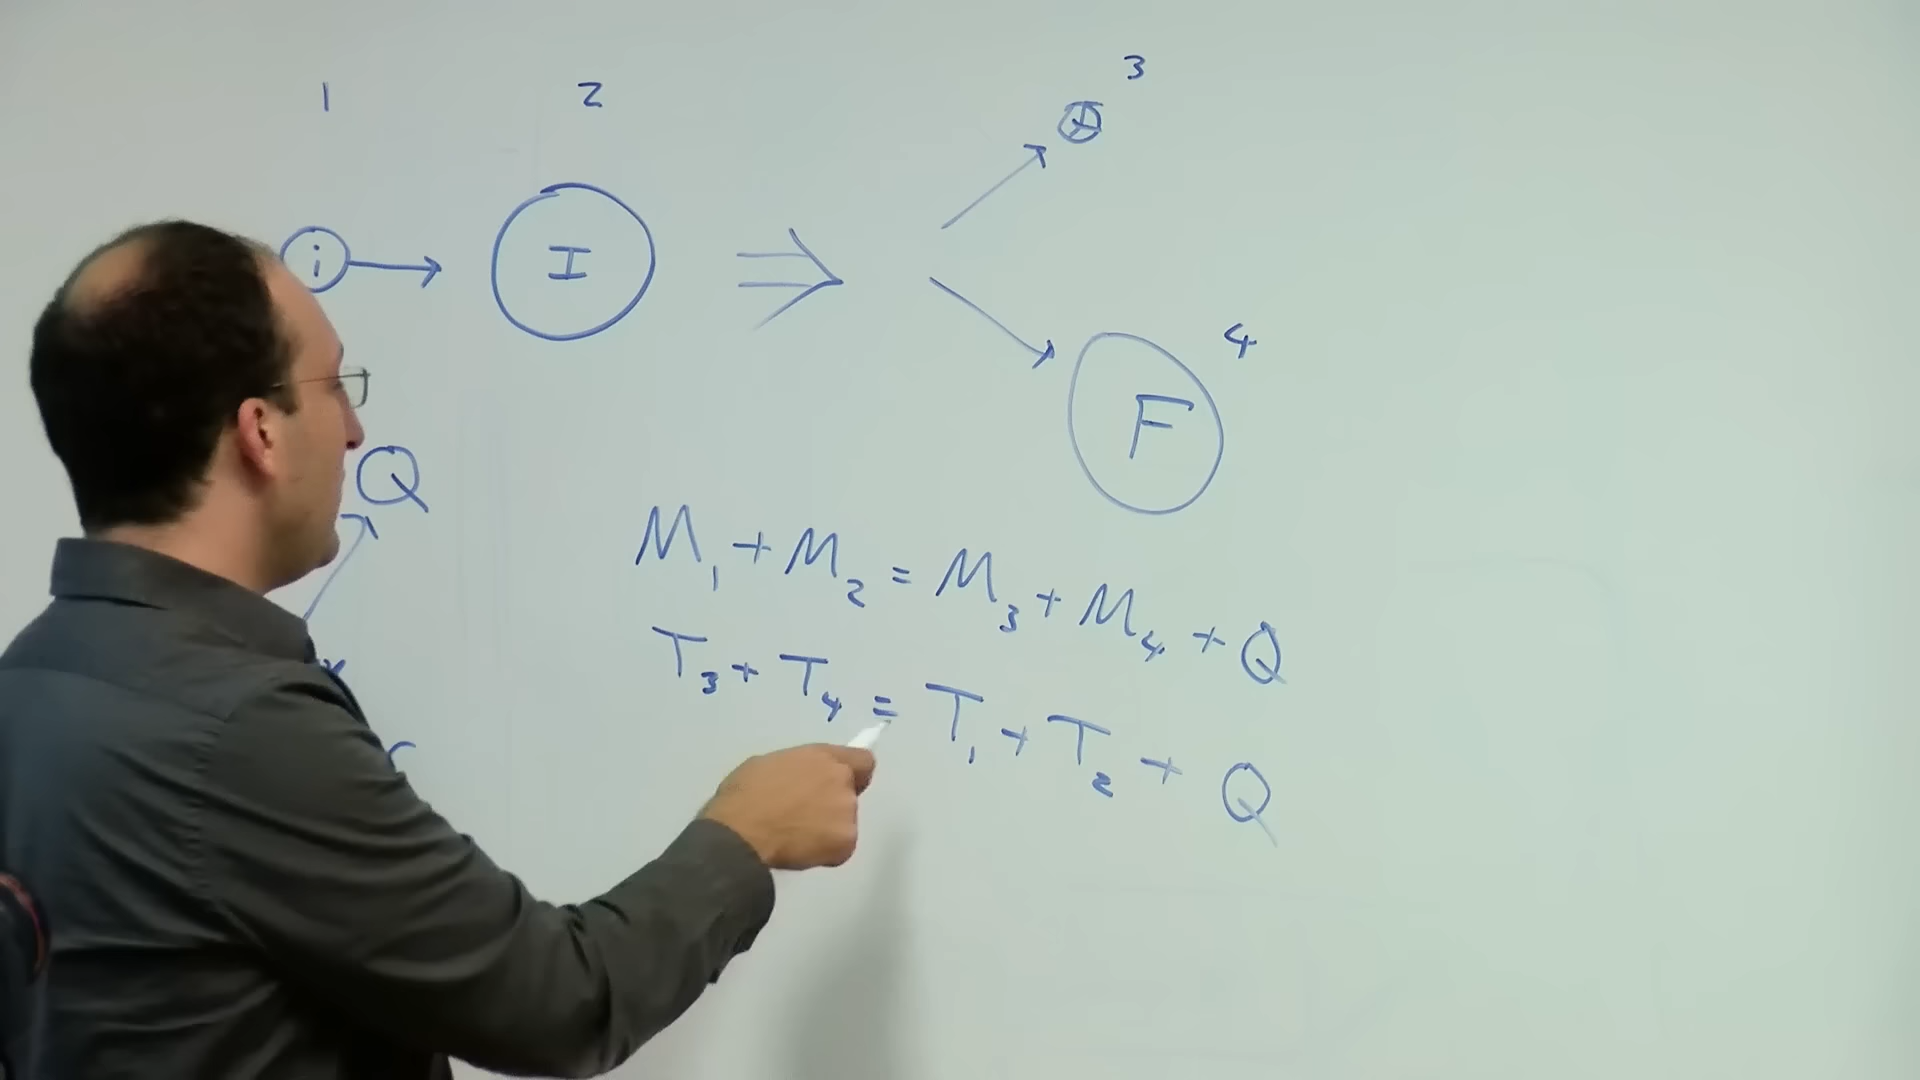 1 2 3
i I
4
F
Q
M₁ + M₂ = M₃ + M₄ + Q
T₃ + T₄ = T₁ + T₂ + Q